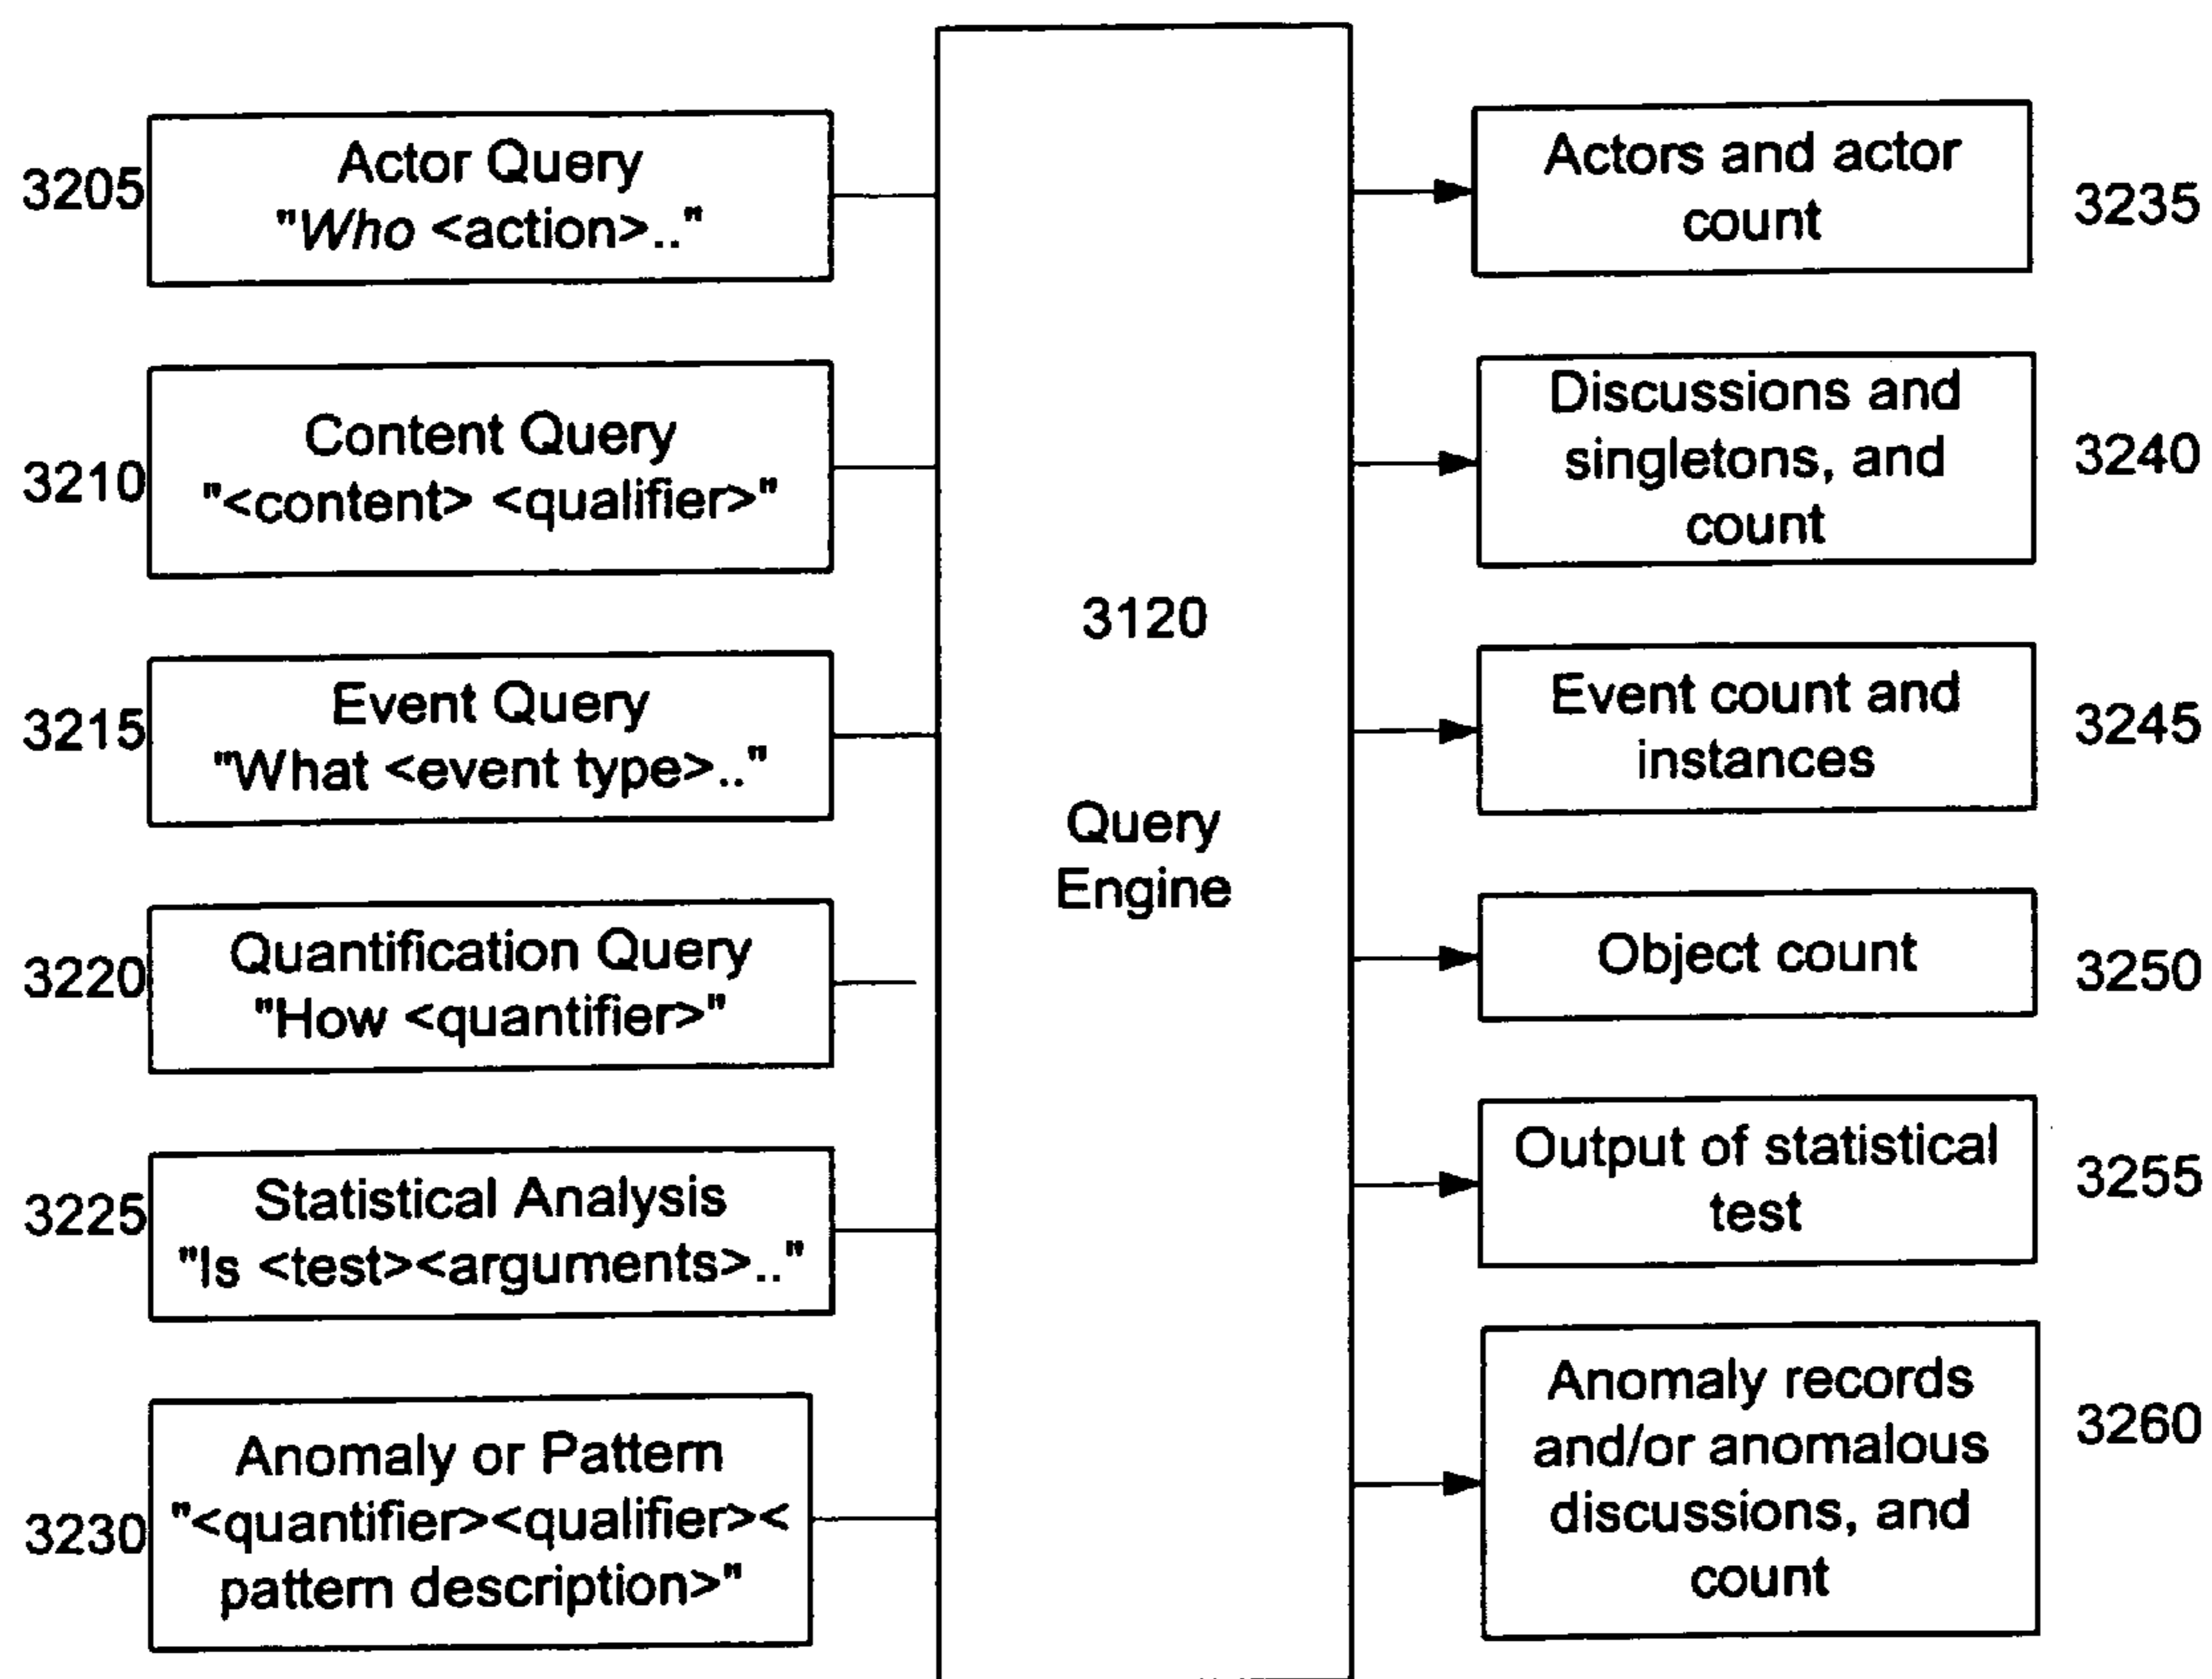 3205
Actor Query
"Who <action>.."
3210
Content Query
"<content> <qualifier>"
3215
Event Query
"What <event type>.."
3220
Quantification Query
"How <quantifier>"
3225
Statistical Analysis
"Is <test><arguments>.."
3230
Anomaly or Pattern
"<quantifier><qualifier><
pattern description>"
3120
Query
Engine
Actors and actor
count
3235
Discussions and
singletons, and
count
3240
Event count and
instances
3245
Object count
3250
Output of statistical
test
3255
Anomaly records
and/or anomalous
discussions, and
count
3260